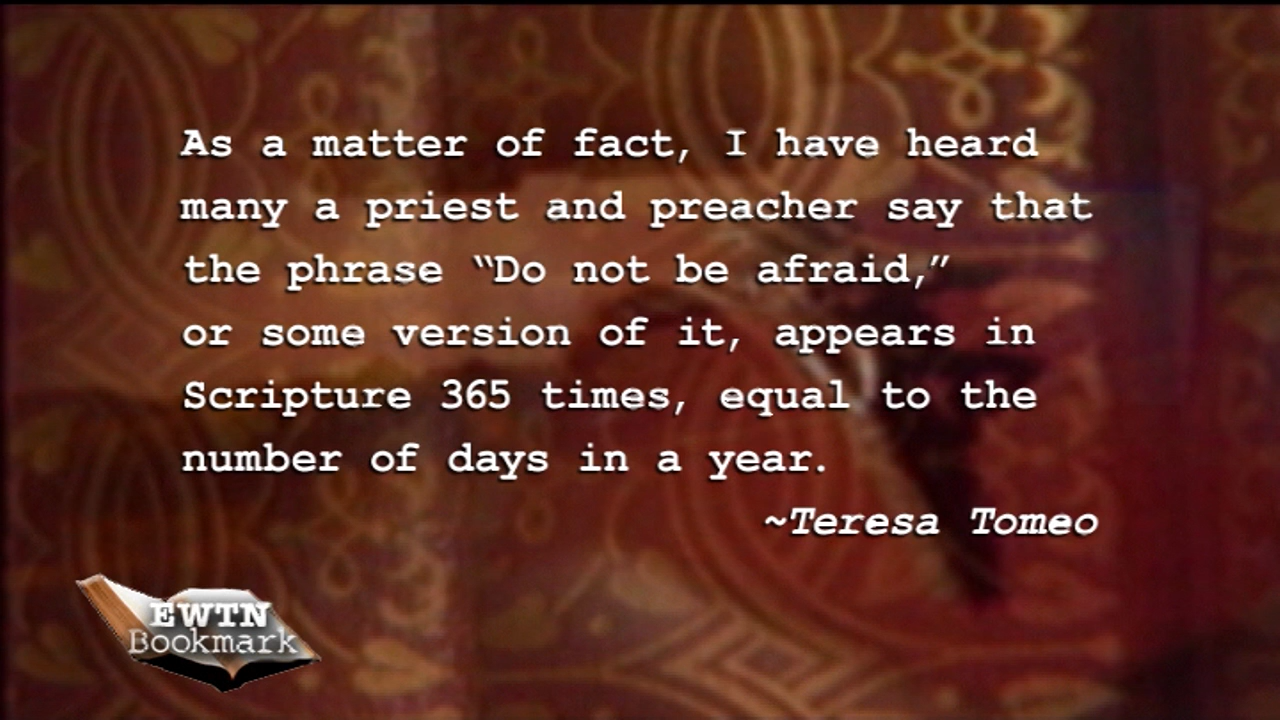 As a matter of fact, I have heard
many a priest and preacher say that
the phrase “Do not be afraid,”
or some version of it, appears in
Scripture 365 times, equal to the
number of days in a year.
~Teresa Tomeo
EWTN
Bookmark